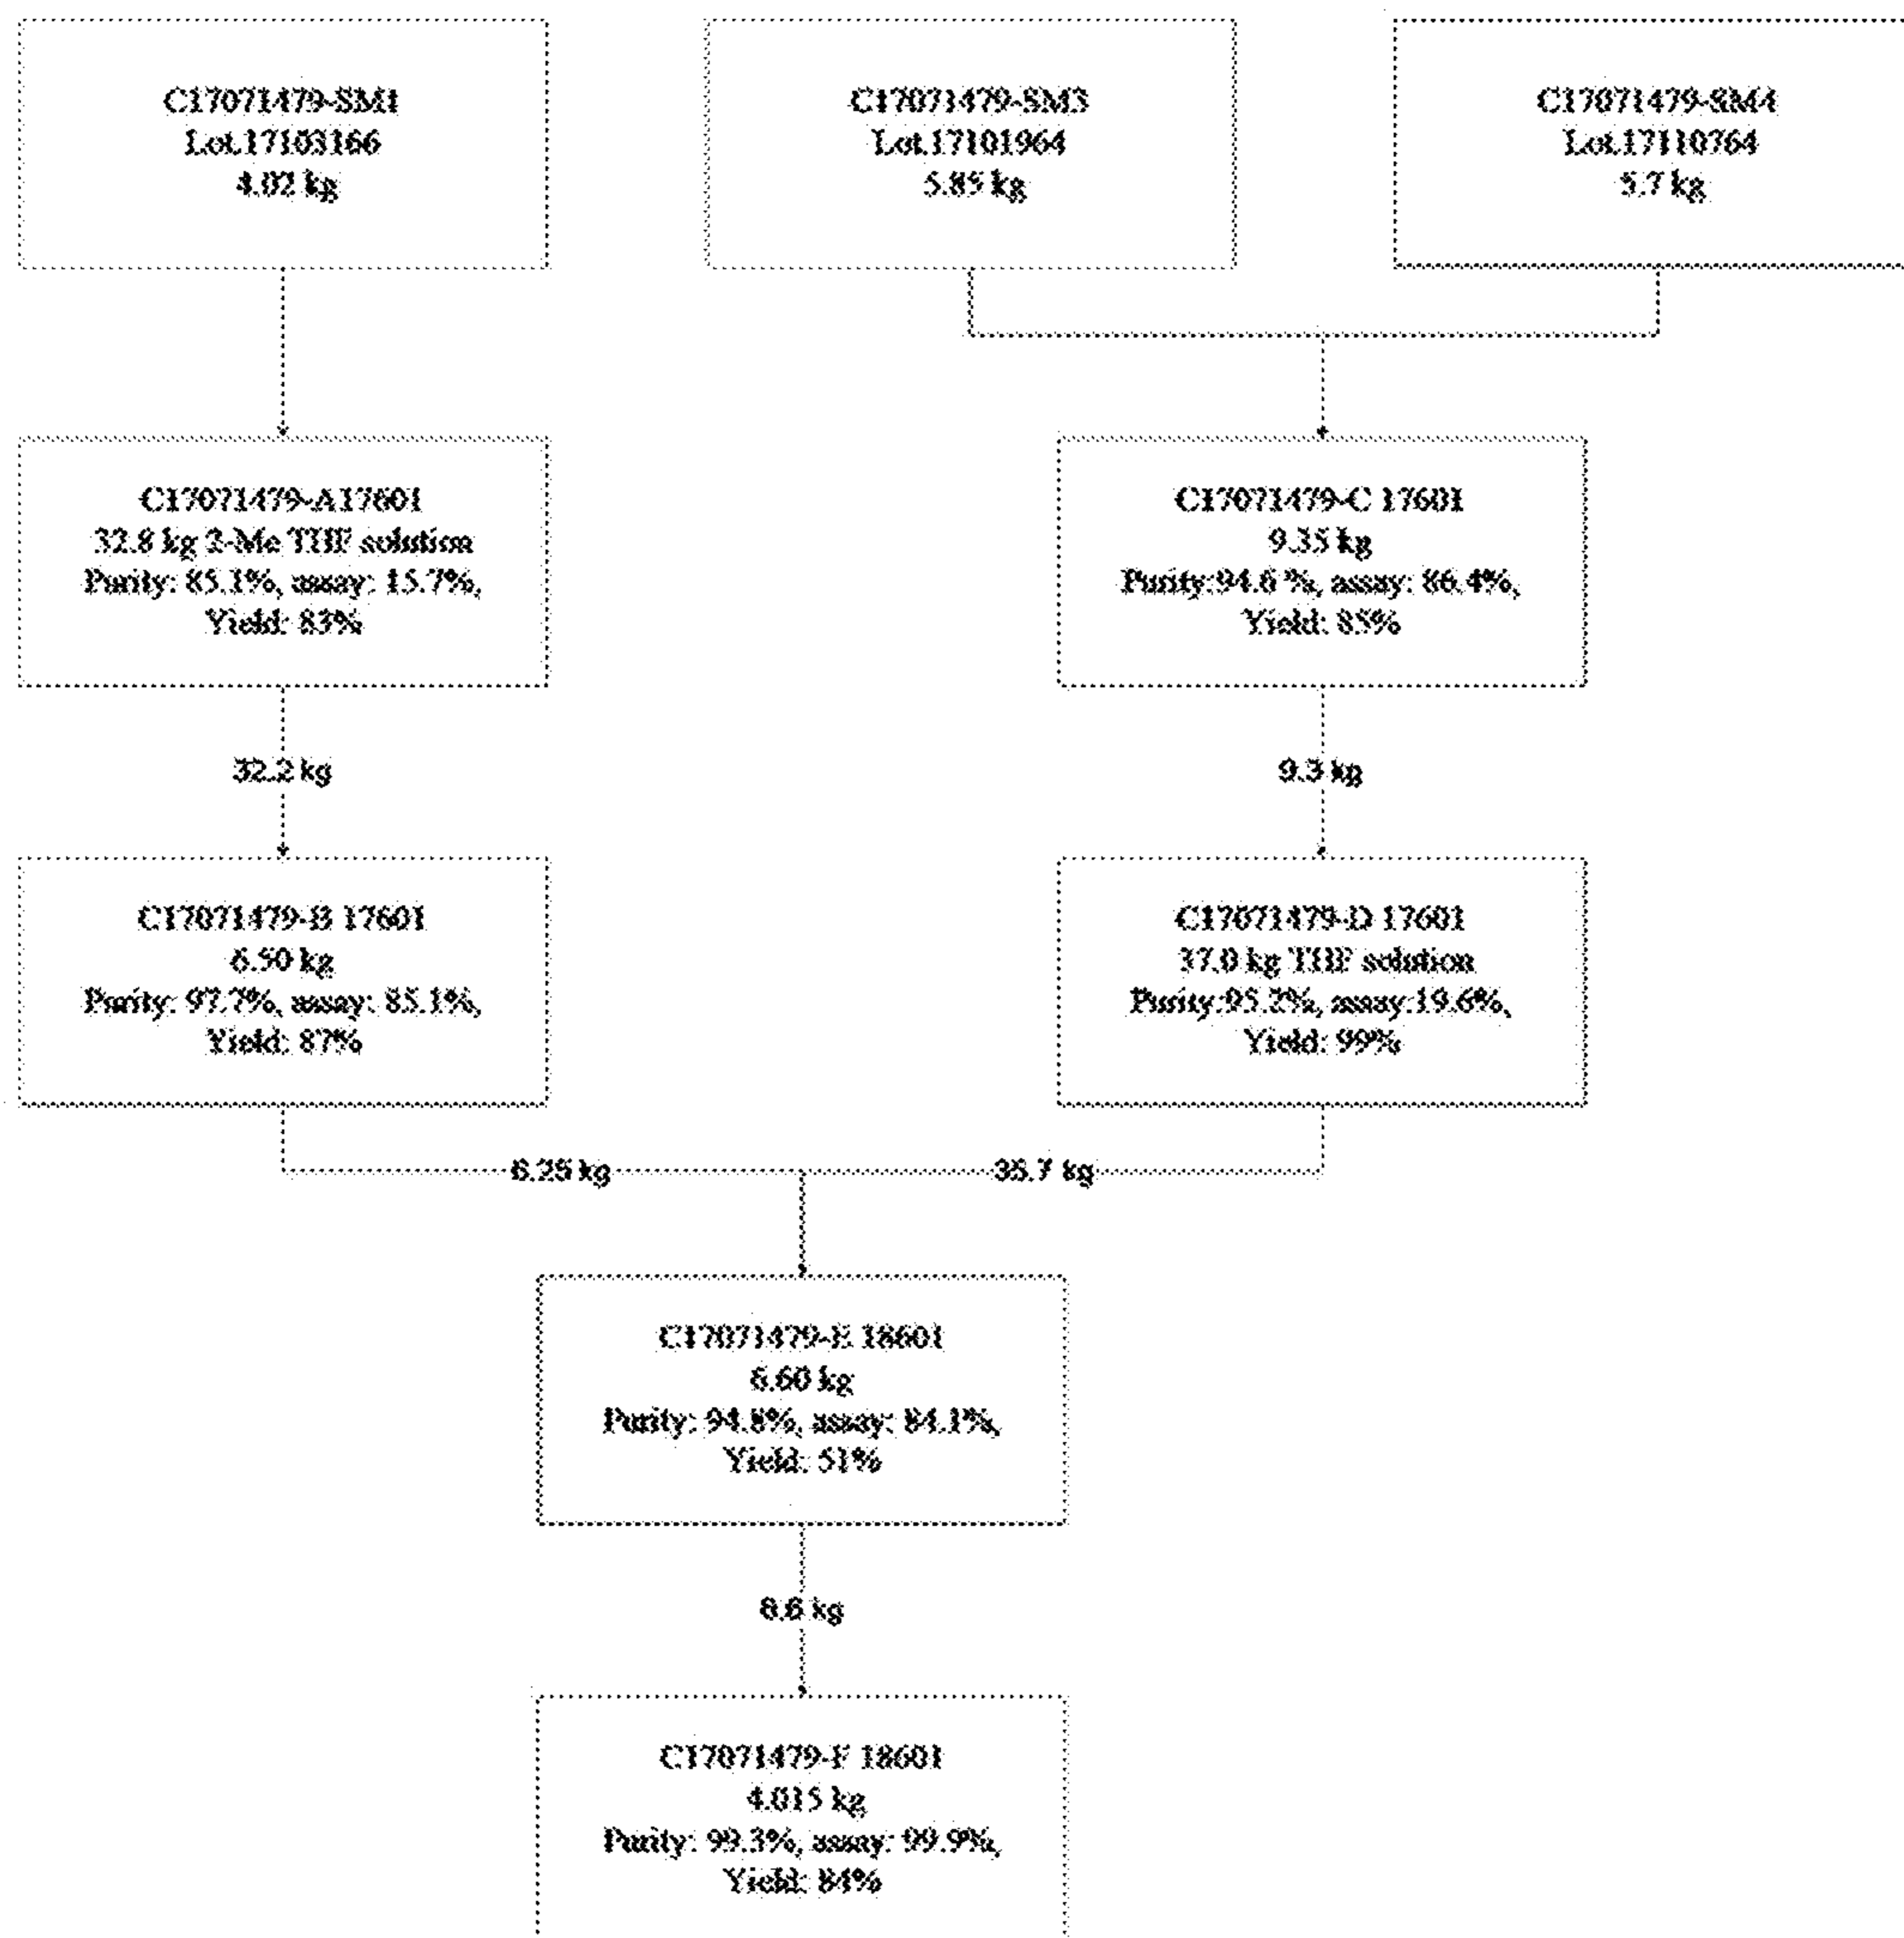 C17071479-SM1
Lot.17103166
4.02 kg
C17071479-SM3
Lot.17101964
5.85 kg
C17071479-SM4
Lot.17110764
5.7 kg
C17071479-A17601
32.8 kg 2-Me THF solution
Purity: 85.1%, assay: 15.7%,
Yield: 83%
C17071479-C 17601
9.35 kg
Purity:94.6 %, assay: 86.4%,
Yield: 85%
32.2 kg
9.3 kg
C17071479-B 17601
6.50 kg
Purity: 97.7%, assay: 85.1%,
Yield: 87%
C17071479-D 17601
37.0 kg THF solution
Purity:95.2%, assay:19.6%,
Yield: 99%
6.25 kg
35.7 kg
C17071479-E 18601
6.60 kg
Purity: 94.8%, assay: 84.1%,
Yield: 51%
6.6 kg
C17071479-F 18601
4.015 kg
Purity: 99.3%, assay: 99.9%,
Yield: 84%